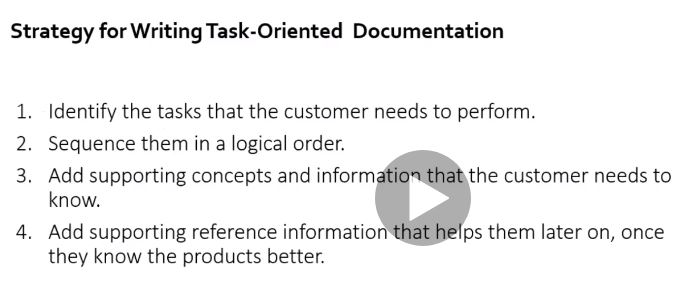 Strategy for Writing Task-Oriented Documentation
1. Identify the tasks that the customer needs to perform.
2. Sequence them in a logical order.
3. Add supporting concepts and information that the customer needs to
know.
4. Add supporting reference information that helps them later on, once
they know the products better.